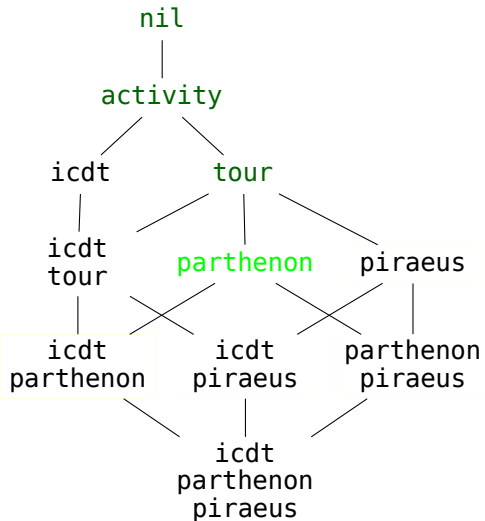 nil
activity
icdt
tour
icdt
tour
parthenon
piraeus
icdt
parthenon
icdt
piraeus
parthenon
piraeus
icdt
parthenon
piraeus